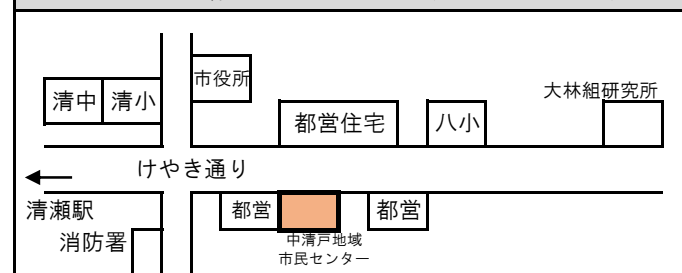 市役所
清中 清小
大林組研究所
都営住宅
八小
けやき通り
清瀬駅
都営
都営
消防署
中清戸地域
市民センター